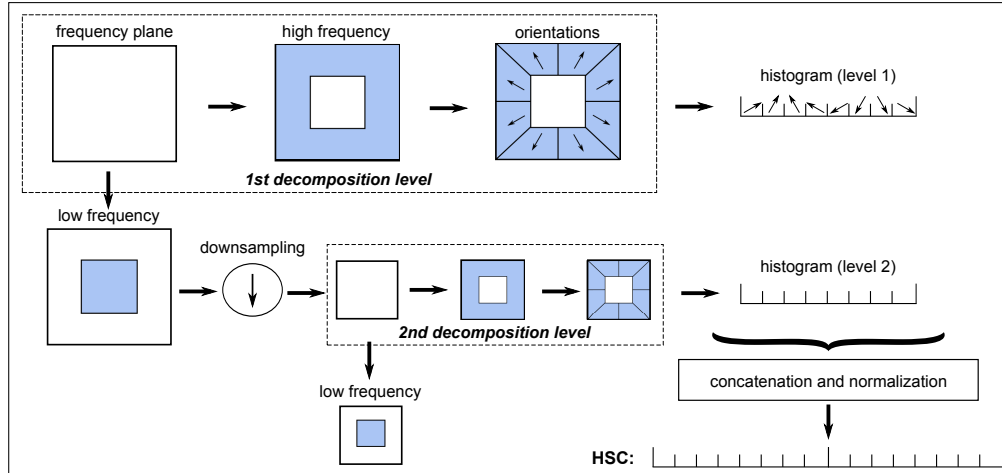 frequency plane
high frequency
orientations
histogram (level 1)
1st decomposition level
low frequency
downsampling
histogram (level 2)
2nd decomposition level
low frequency
concatenation and normalization
HSC: